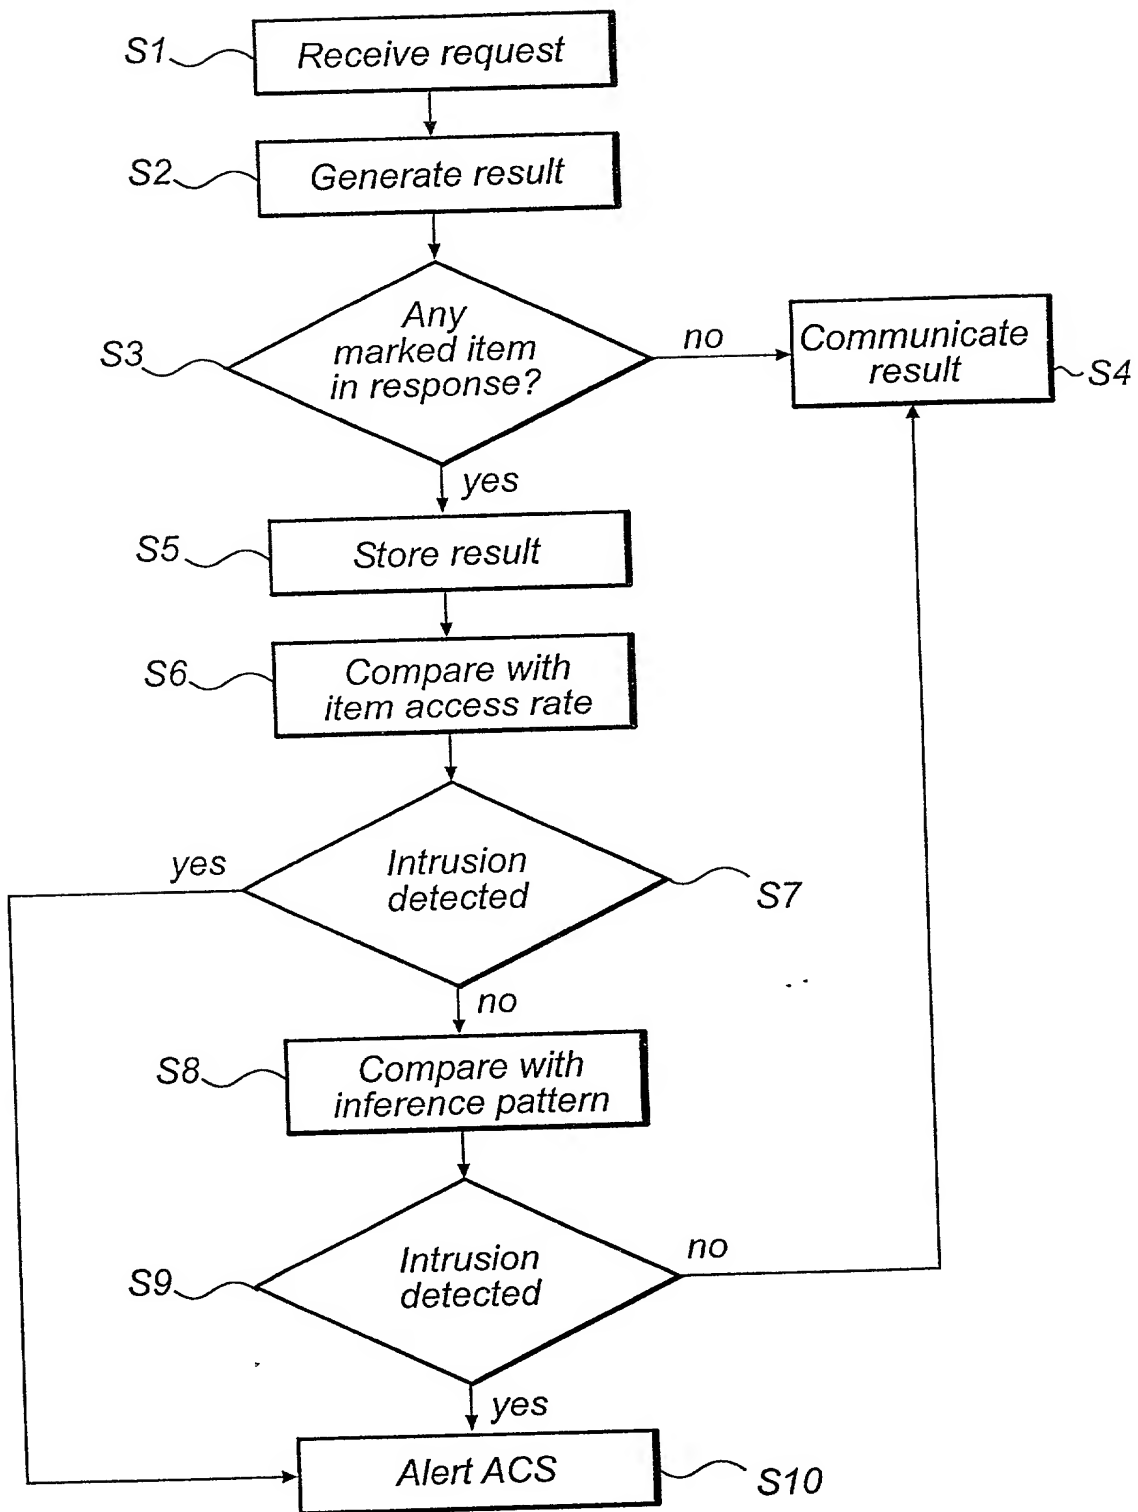 S1
Receive request
S2
Generate result
S3
Any
marked item
in response?
no
Communicate
result
S4
yes
S5
Store result
S6
Compare with
item access rate
yes
Intrusion
detected
S7
no
S8
Compare with
inference pattern
S9
Intrusion
detected
no
yes
Alert ACS
S10